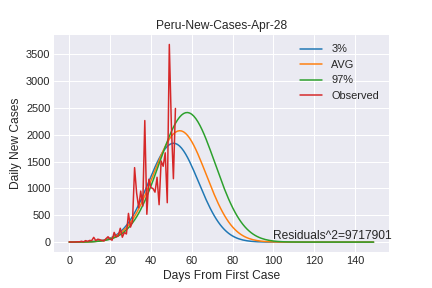 Peru-New-Cases-Apr-28
3%
AVG
97%
Observed
Daily New Cases
3500
3000
2500
2000
1500
1000
500
0
Residuals^2=9717901
0 20 40 60 80 100 120 140
Days From First Case